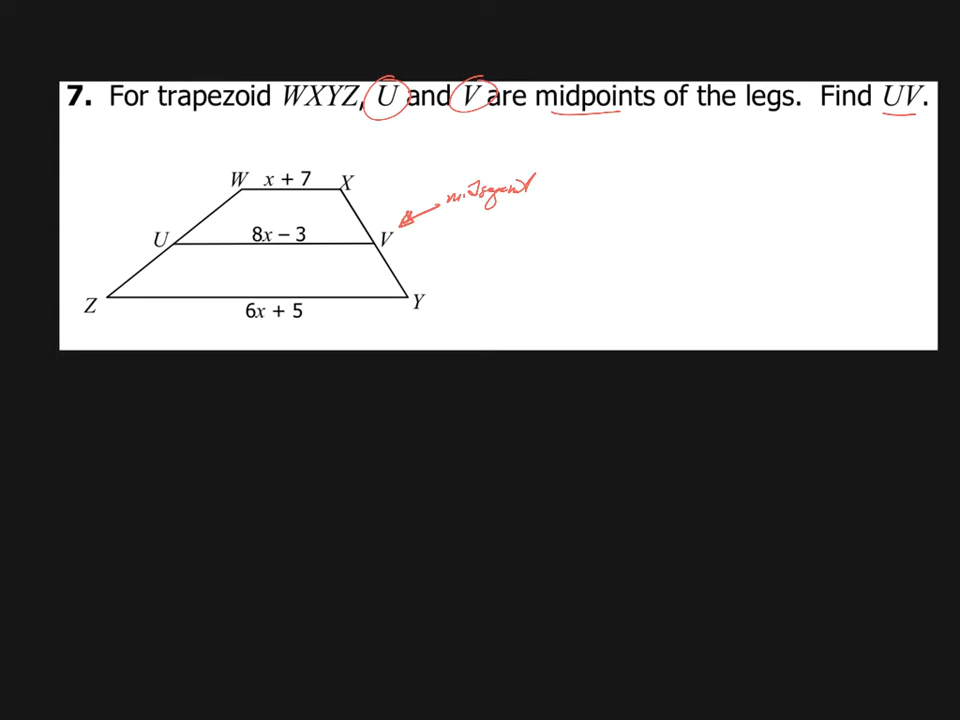 7. For trapezoid WXYZ, U and V are midpoints of the legs. Find UV.
W x + 7 X
midsegment
U 8x – 3 V
Z 6x + 5 Y